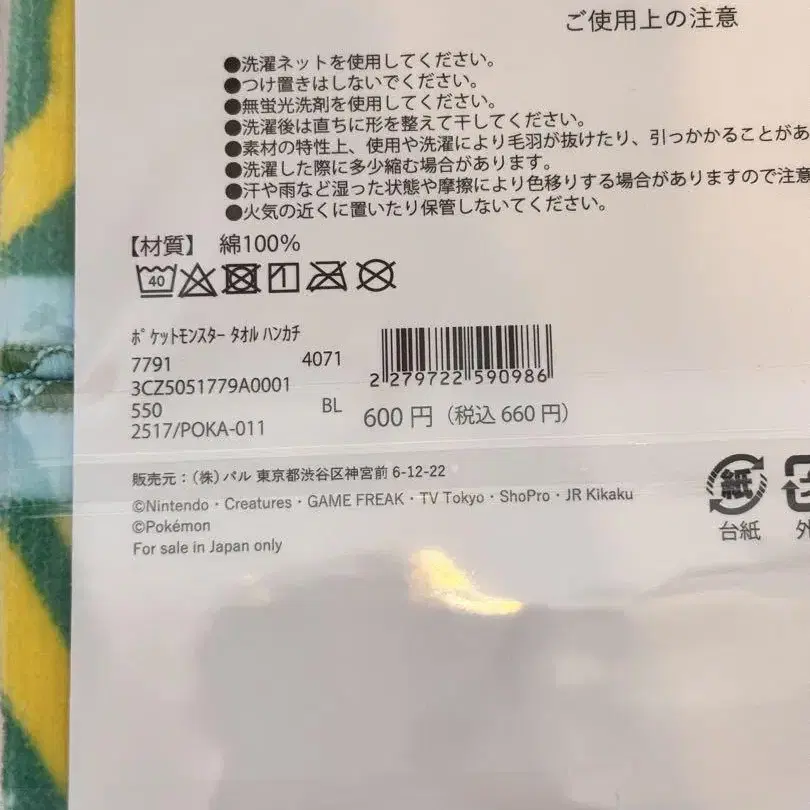 ご使用上の注意
●洗濯ネットを使用してください。
●つけ置きはしないでください。
●無蛍光洗剤を使用してください。
●洗濯後は直ちに形を整えて干してください。
●素材の特性上、使用や洗濯により毛羽が抜けたり、引っかかることがあ
●洗濯した際に多少縮む場合があります。
●汗や雨など湿った状態や摩擦により色移りする場合がありますので注意
●火気の近くに置いたり保管しないでください。
【材質】 綿100%
40
ポケットモンスター タオル ハンカチ
7791 4071
3CZ5051779A0001
550 BL
2517/POKA-011
2 279722 590986
600 円（税込 660 円）
販売元：（株）パル 東京都渋谷区神宮前 6-12-22
©Nintendo・Creatures・GAME FREAK・TV Tokyo・ShoPro・JR Kikaku
©Pokémon
For sale in Japan only
紙
台紙
外